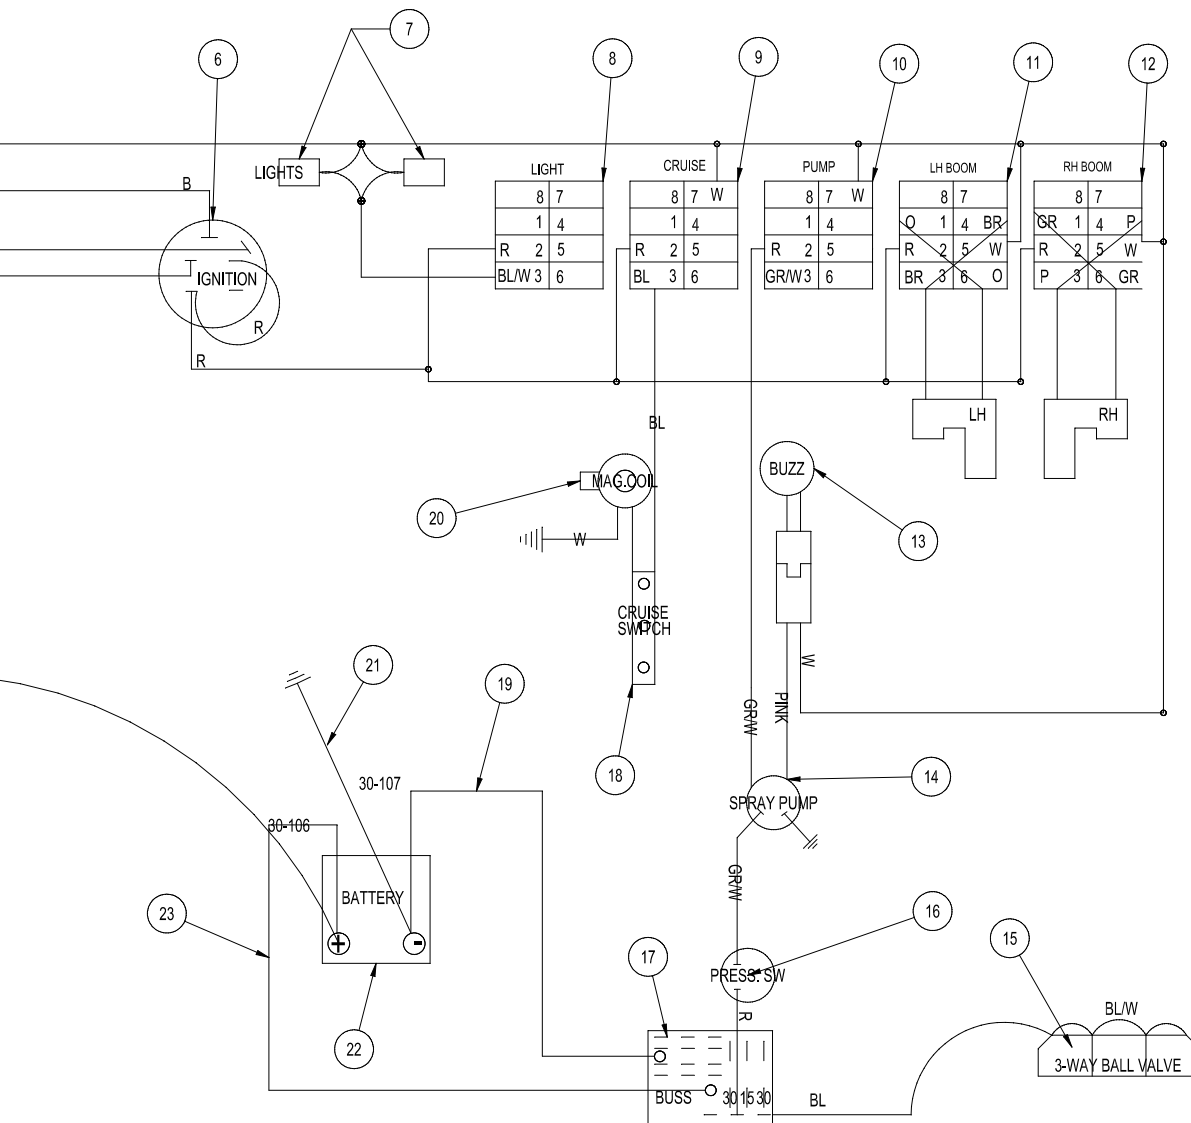 7
6
8
9
10
11
12
LIGHTS
LIGHT
CRUISE
PUMP
LH BOOM
RH BOOM
B
8 7
1 4
R 2 5
BL/W 3 6
8 7 W
1 4
R 2 5
BL 3 6
8 7 W
1 4
R 2 5
GR/W 3 6
8 7
O 1 4 BR
R 2 5 W
BR 3 6 O
8 7
GR 1 4 P
R 2 5 W
P 3 6 GR
IGNITION
R
R
BL
LH
RH
MAG.COIL
BUZZ
20
13
W
CRUISE
SWITCH
W
21
19
18
GR/W
PINK
14
30-107
SPRAY PUMP
30-106
GR/W
BATTERY
+
-
23
16
15
17
PRESS. SW
22
R
BL/W
3-WAY BALL VALVE
BUSS
30 15 30
BL